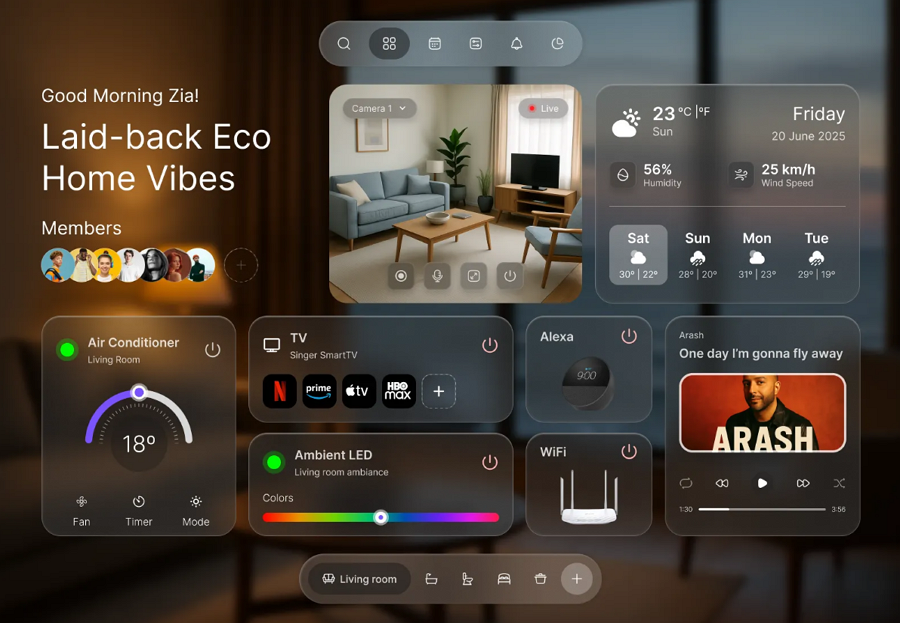 Good Morning Zia!
Laid-back Eco
Home Vibes
Members
Camera 1
Live
23 °C |°F
Sun
Friday
20 June 2025
56%
Humidity
25 km/h
Wind Speed
Sat
30° | 22°
Sun
28° | 20°
Mon
31° | 23°
Tue
29° | 19°
Air Conditioner
Living Room
18°
Fan
Timer
Mode
TV
Singer SmartTV
N
prime
tv
HBO
max
Ambient LED
Living room ambiance
Colors
Alexa
9:00
WiFi
Arash
One day I'm gonna fly away
ARASH
1:30
3:56
Living room